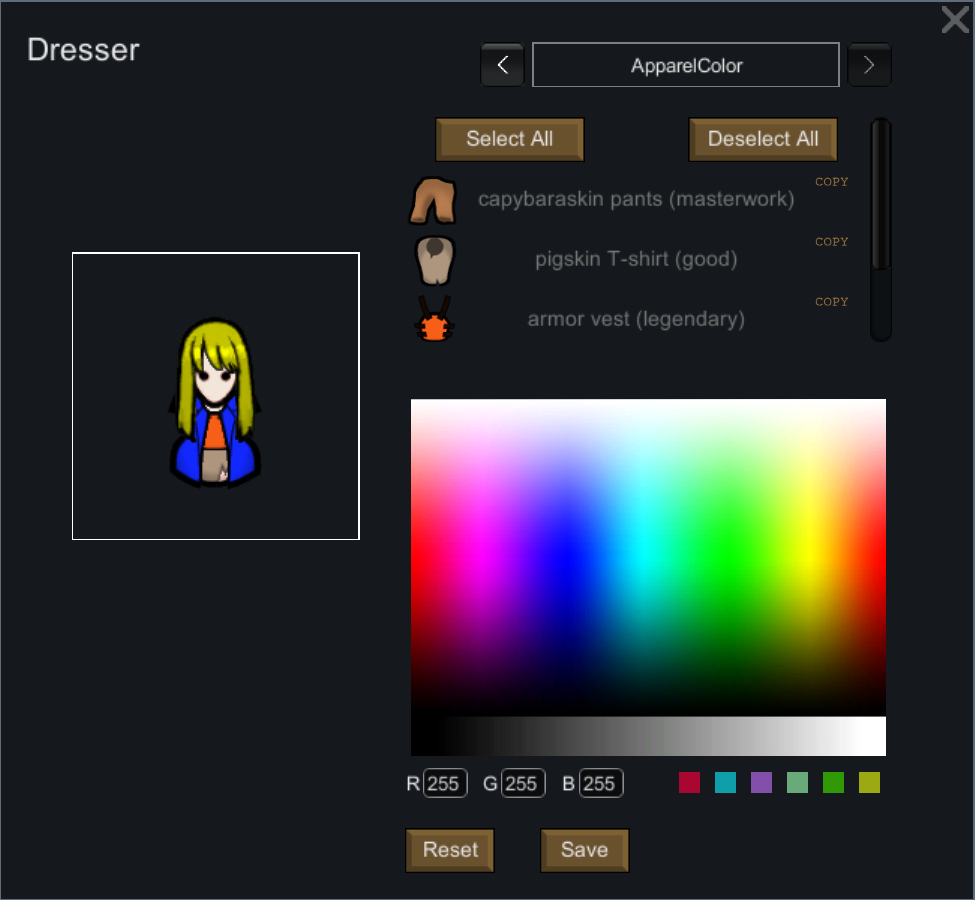 Dresser
ApparelColor
Select All
Deselect All
capybaraskin pants (masterwork)
COPY
pigskin T-shirt (good)
COPY
armor vest (legendary)
COPY
R 255 G 255 B 255
Reset
Save